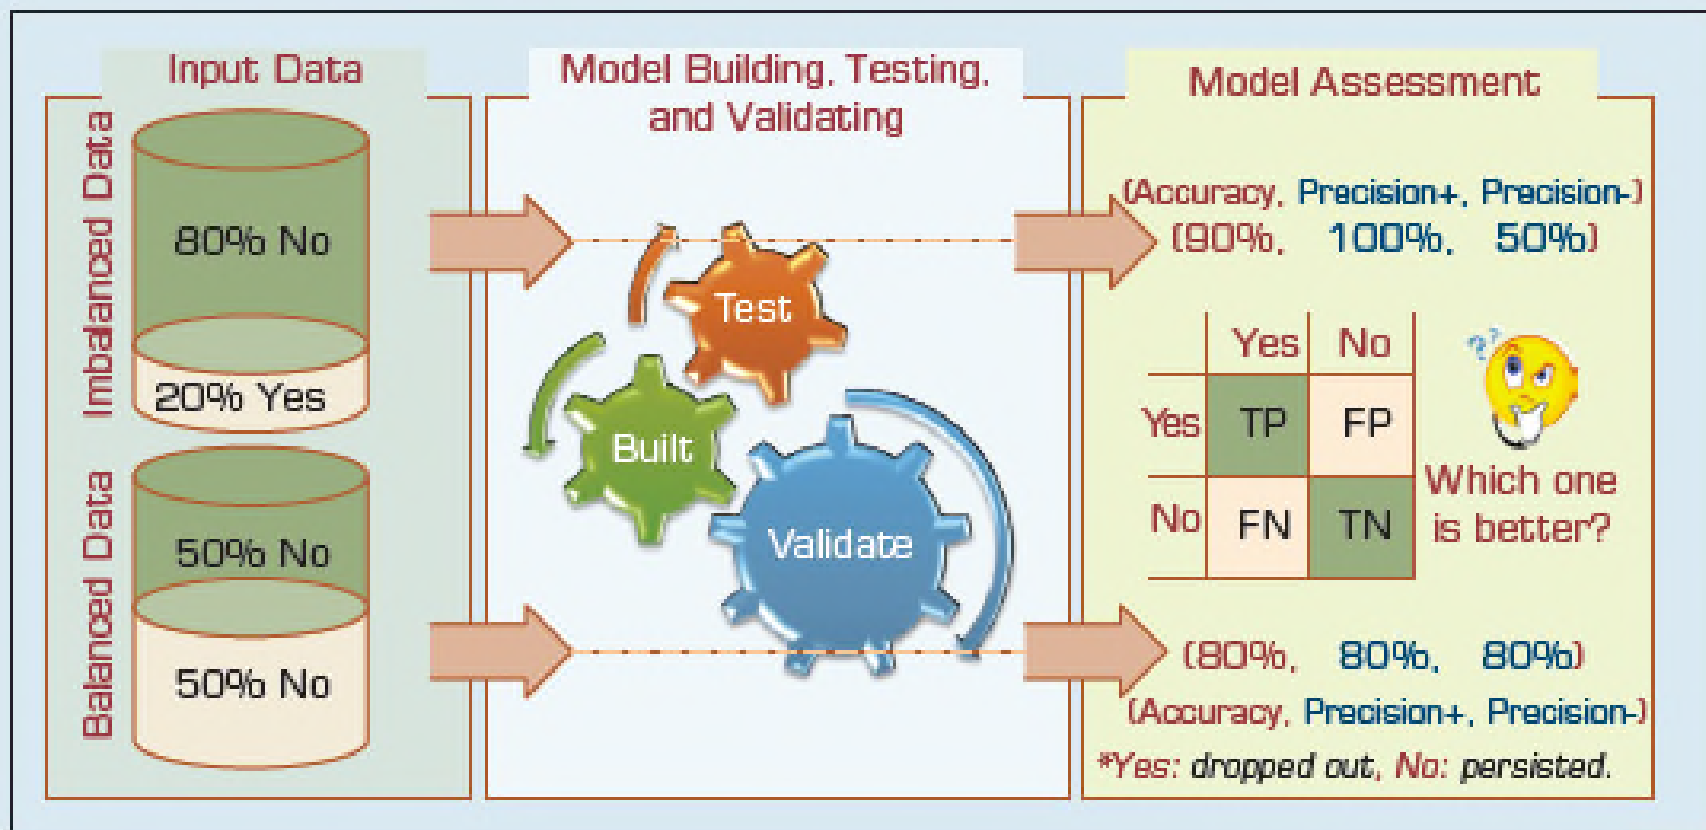 Input Data
Imbalanced Data
80% No
20% Yes
Balanced Data
50% No
50% No
Model Building, Testing,
and Validating
Test
Built
Validate
Model Assessment
(Accuracy, Precision+, Precision-)
(90%, 100%, 50%)
Yes No
Yes TP FP
No FN TN
??
Which one
is better?
(80%, 80%, 80%)
(Accuracy, Precision+, Precision-)
*Yes: dropped out, No: persisted.